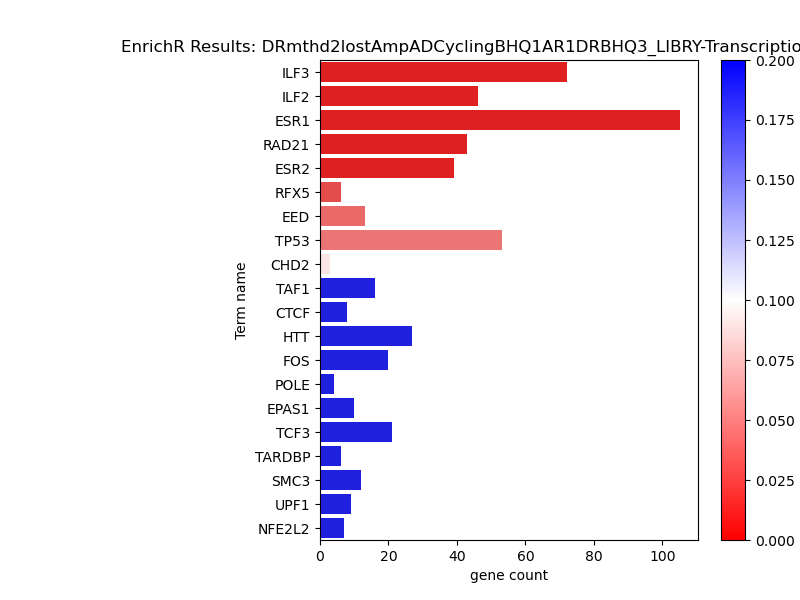 EnrichR Results: DRmthd2lostAmpADCyclingBHQ1AR1DRBHQ3_LIBRY-Transcriptio
ILF3
ILF2
ESR1
RAD21
ESR2
RFX5
EED
TP53
CHD2
TAF1
CTCF
HTT
FOS
POLE
EPAS1
TCF3
TARDBP
SMC3
UPF1
NFE2L2
Term name
0 20 40 60 80 100
gene count
0.200
0.175
0.150
0.125
0.100
0.075
0.050
0.025
0.000